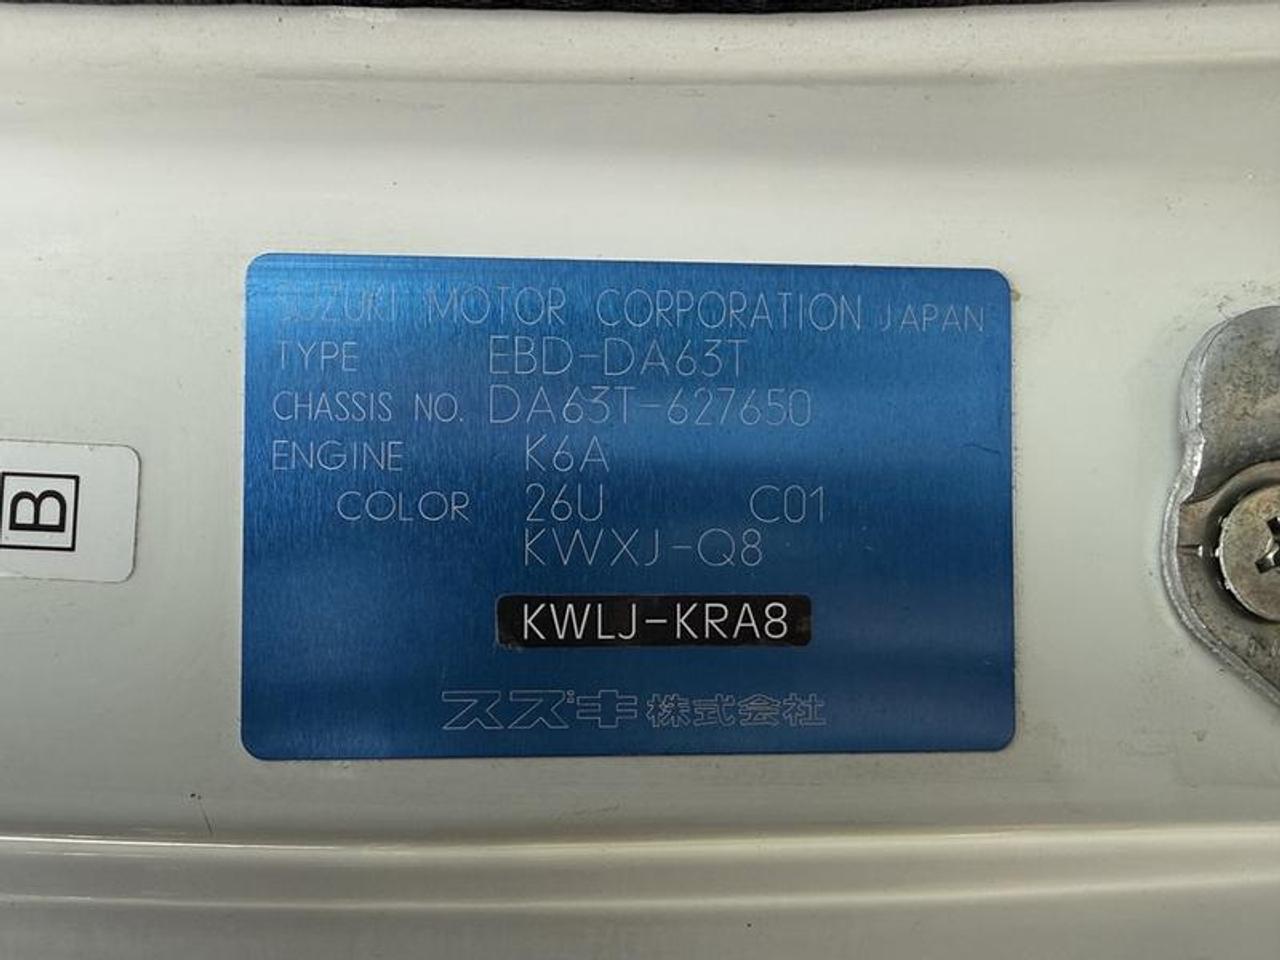 SUZUKI MOTOR CORPORATION JAPAN
TYPE EBD-DA63T
CHASSIS NO. DA63T-627650
ENGINE K6A
COLOR 26U C01
KWXJ-Q8
KWLJ-KRA8
スズキ株式会社
B